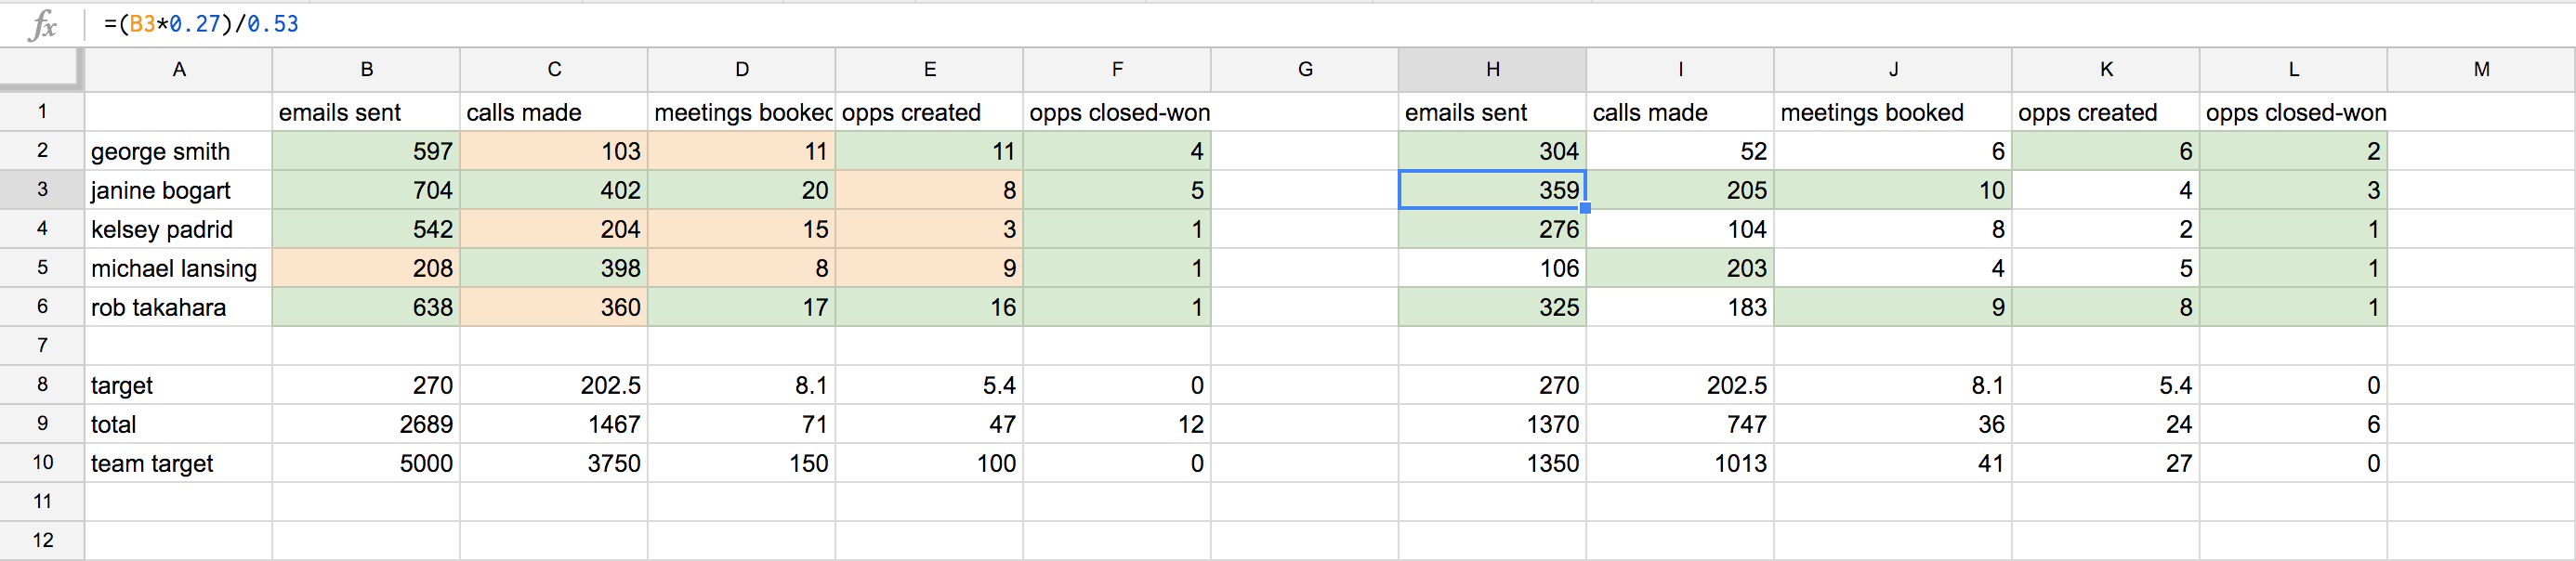 fx =(B3*0.27)/0.53
A B C D E F G H I J K L M
1 emails sent calls made meetings booked opps created opps closed-won emails sent calls made meetings booked opps created opps closed-won
2 george smith 597 103 11 11 4 304 52 6 6 2
3 janine bogart 704 402 20 8 5 359 205 10 4 3
4 kelsey padrid 542 204 15 3 1 276 104 8 2 1
5 michael lansing 208 398 8 9 1 106 203 4 5 1
6 rob takahara 638 360 17 16 1 325 183 9 8 1
7
8 target 270 202.5 8.1 5.4 0 270 202.5 8.1 5.4 0
9 total 2689 1467 71 47 12 1370 747 36 24 6
10 team target 5000 3750 150 100 0 1350 1013 41 27 0
11
12